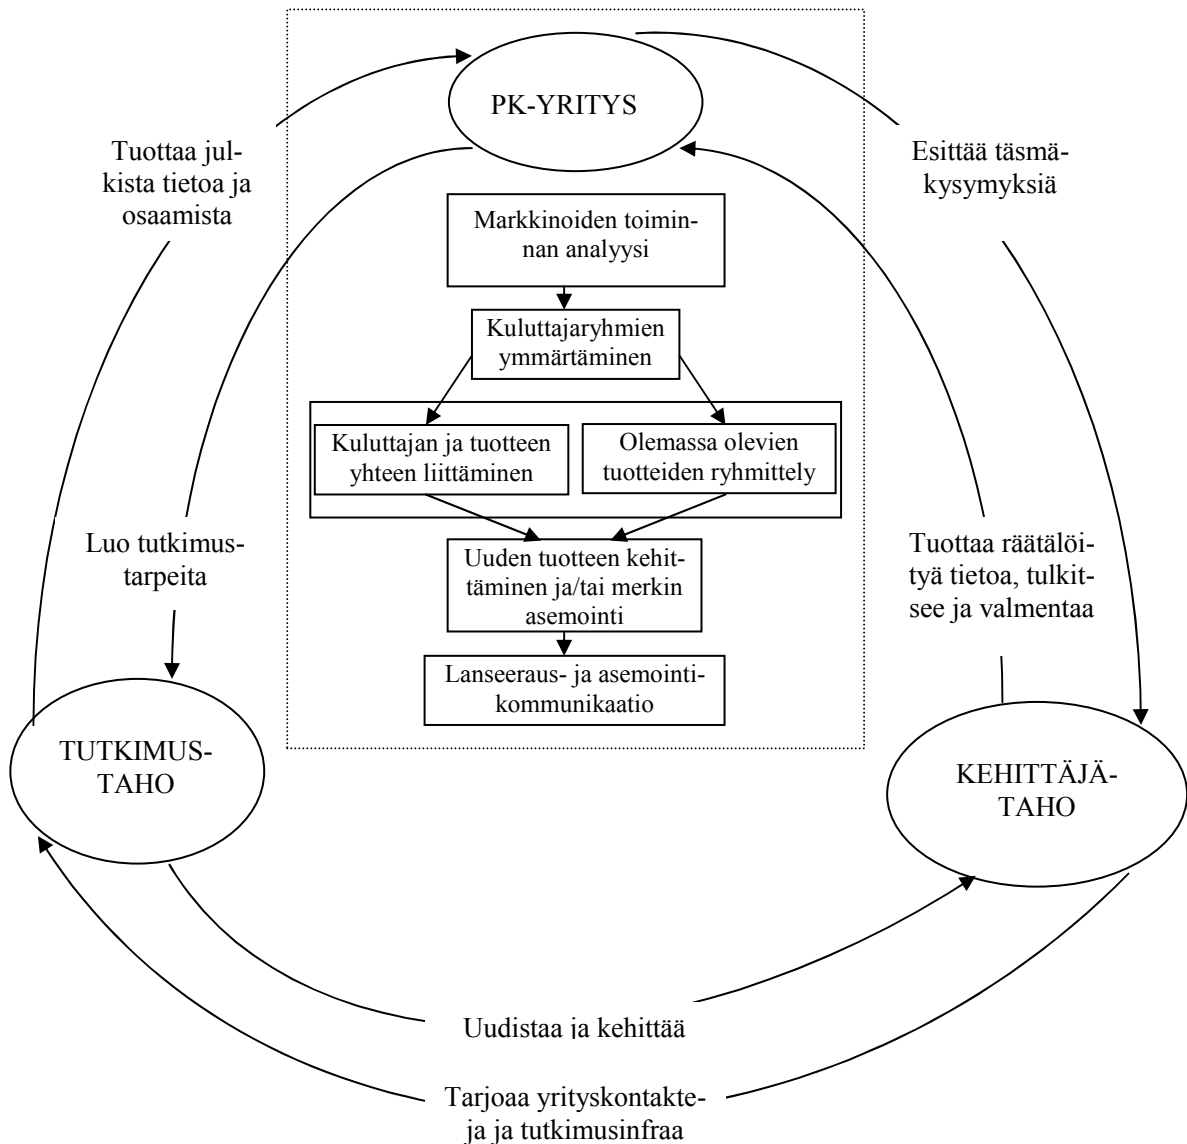 PK-YRITYS
Tuottaa jul-
kista tietoa ja
osaamista
Esittää täsmä-
kysymyksiä
Markkinoiden toimin-
nan analyysi
Kuluttajaryhmien
ymmärtäminen
Kuluttajan ja tuotteen
yhteen liittäminen
Olemassa olevien
tuotteiden ryhmittely
Luo tutkimus-
tarpeita
Uuden tuotteen kehit-
täminen ja/tai merkin
asemointi
Tuottaa räätälöi-
tyä tietoa, tulkit-
see ja valmentaa
Lanseeraus- ja asemointi-
kommunikaatio
TUTKIMUS-
TAHO
KEHITTÄJÄ-
TAHO
Uudistaa ja kehittää
Tarjoaa yrityskontakte-
ja ja tutkimusinfraa